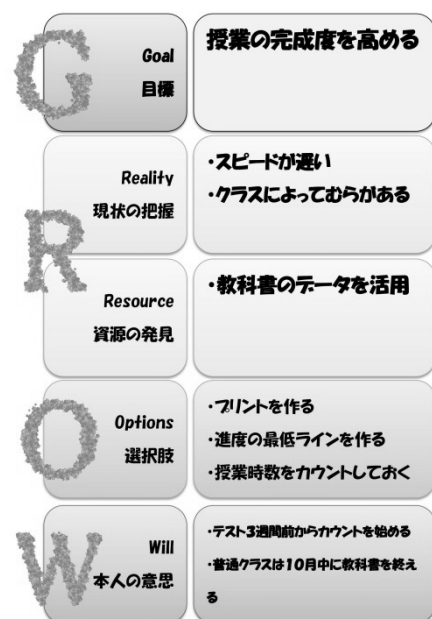 G
Goal
目標
授業の完成度を高める
R
Reality
現状の把握
・スピードが遅い
・クラスによってむらがある
Resource
資源の発見
・教科書のデータを活用
O
Options
選択肢
・プリントを作る
・進度の最低ラインを作る
・授業時数をカウントしておく
W
Will
本人の意思
・テスト3週間前からカウントを始める
・普通クラスは10月中に教科書を終え
る